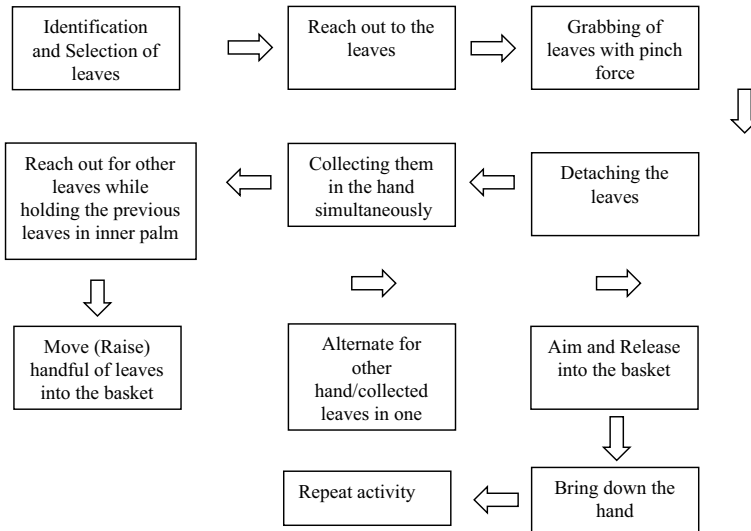 Identification
and Selection of
leaves
Reach out to the
leaves
Grabbing of
leaves with pinch
force
Detaching the
leaves
Collecting them
in the hand
simultaneously
Reach out for other
leaves while
holding the previous
leaves in inner palm
Move (Raise)
handful of leaves
into the basket
Alternate for
other
hand/collected
leaves in one
Aim and Release
into the basket
Bring down the
hand
Repeat activity